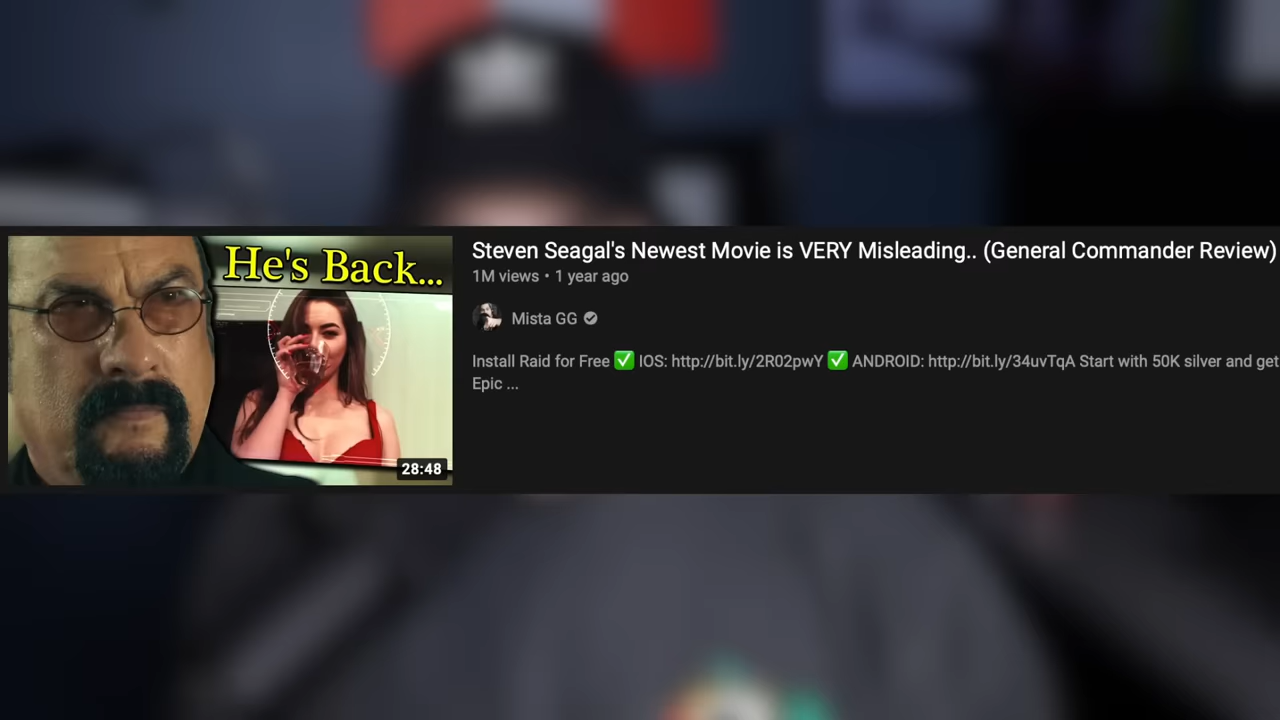 He's Back...
28:48
Steven Seagal's Newest Movie is VERY Misleading.. (General Commander Review)
1M views • 1 year ago
Mista GG
Install Raid for Free ✅ IOS: http://bit.ly/2R02pwY ✅ ANDROID: http://bit.ly/34uvTqA Start with 50K silver and get
Epic ...